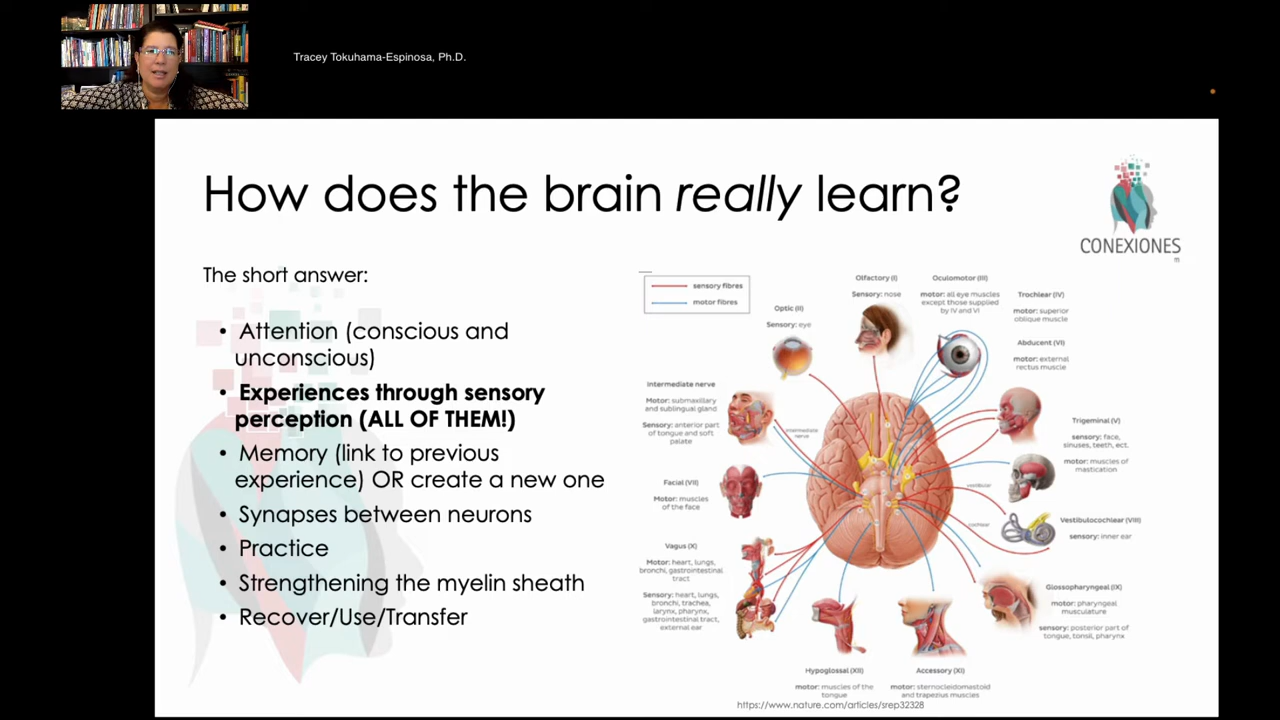 Tracey Tokuhama-Espinosa, Ph.D.
How does the brain really learn?
CONEXIONES
The short answer:
• Attention (conscious and
unconscious)
• Experiences through sensory
perception (ALL OF THEM!)
• Memory (link to previous
experience) OR create a new one
• Synapses between neurons
• Practice
• Strengthening the myelin sheath
• Recover/Use/Transfer
sensory fibres
motor fibres
Optic (II)
Sensory: eye
Olfactory (I)
Sensory: nose
Oculomotor (III)
motor: all eye muscles
except those supplied
by IV and VI
Trochlear (IV)
motor: superior
oblique muscle
Abducent (VI)
motor: external
rectus muscle
Intermediate nerve
Motor: submaxillary
and sublingual gland
Sensory: anterior part
of tongue and soft
palate
intermediate
nerve
Trigeminal (V)
sensory: face,
sinuses, teeth, ect.
motor: muscles of
mastication
Facial (VII)
Motor: muscles
of the face
vestibular
cochlear
Vestibulocochlear (VIII)
sensory: inner ear
Vagus (X)
Motor: heart, lungs,
bronchi, gastrointestinal
tract
Sensory: heart, lungs,
bronchi, trachea,
larynx, pharynx,
gastrointestinal tract,
external ear
Glossopharyngeal (IX)
motor: pharyngeal
musculature
sensory: posterior part of
tongue, tonsil, pharynx
Hypoglossal (XII)
motor: muscles of the
tongue
Accessory (XI)
motor: sternocleidomastoid
and trapezius muscles
https://www.nature.com/articles/srep32328